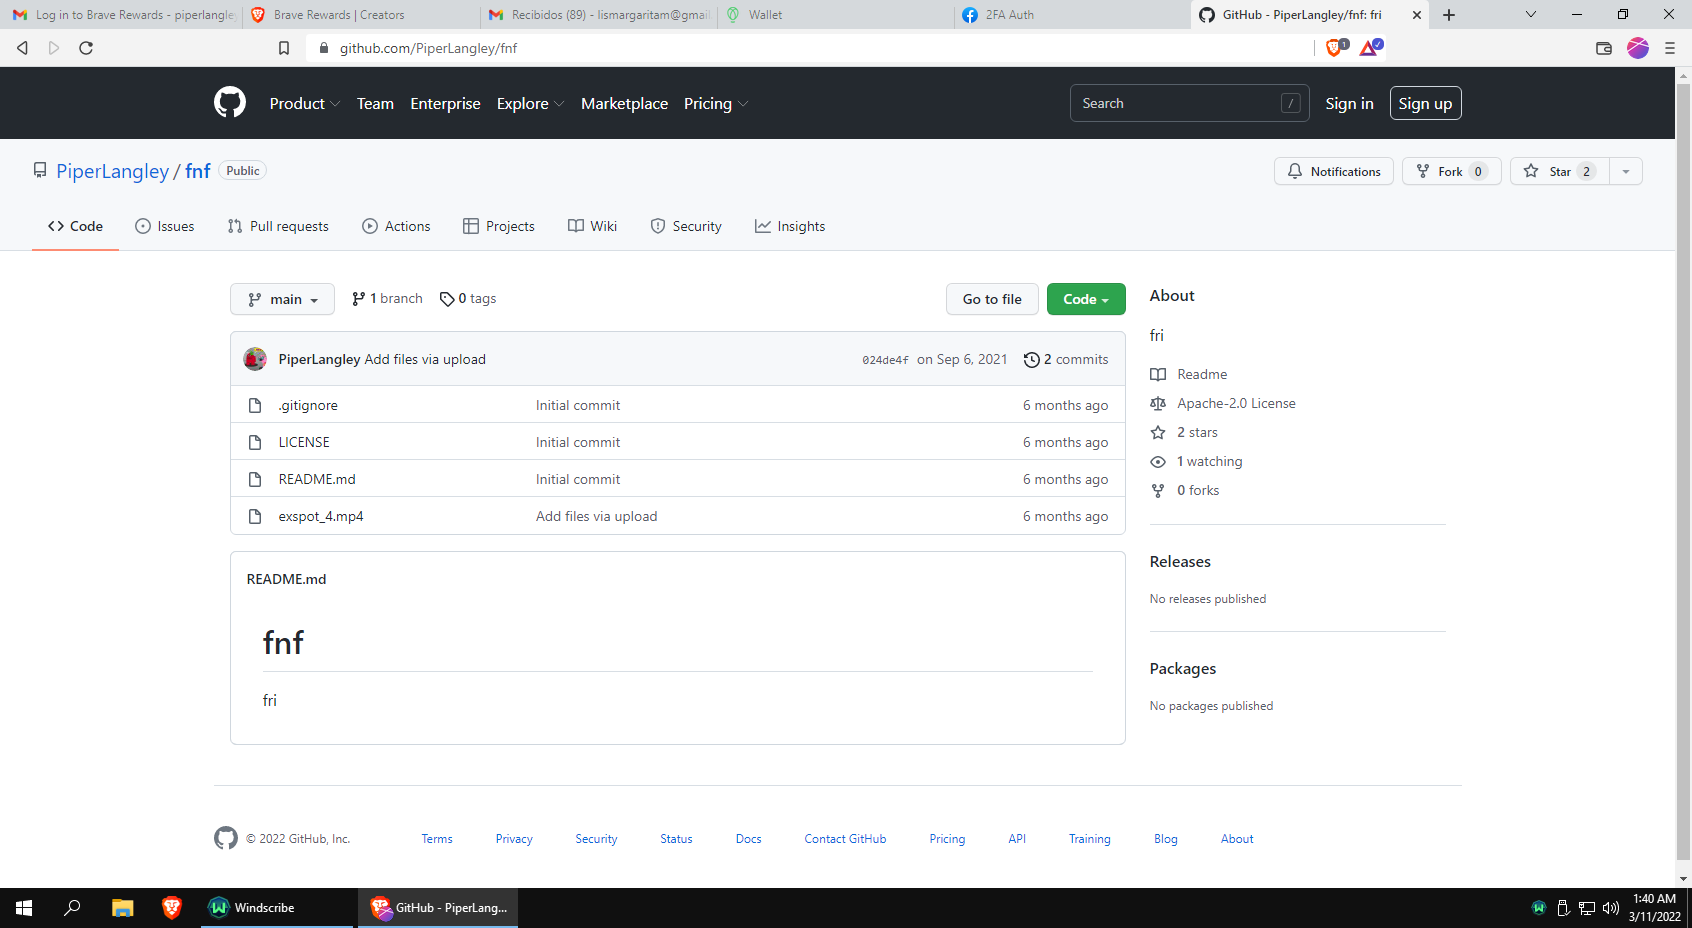 Log in to Brave Rewards - piperlangley
Brave Rewards | Creators
Recibidos (89) - lismargaritam@gmail
Wallet
2FA Auth
GitHub - PiperLangley/fnf: fri
github.com/PiperLangley/fnf
1
Product
Team
Enterprise
Explore
Marketplace
Pricing
Search
/
Sign in
Sign up
PiperLangley / fnf
Public
Notifications
Fork 0
Star 2
Code
Issues
Pull requests
Actions
Projects
Wiki
Security
Insights
main
1 branch
0 tags
Go to file
Code
PiperLangley Add files via upload
024de4f on Sep 6, 2021
2 commits
.gitignore
Initial commit
6 months ago
LICENSE
Initial commit
6 months ago
README.md
Initial commit
6 months ago
exspot_4.mp4
Add files via upload
6 months ago
README.md
fnf
fri
About
fri
Readme
Apache-2.0 License
2 stars
1 watching
0 forks
Releases
No releases published
Packages
No packages published
© 2022 GitHub, Inc.
Terms
Privacy
Security
Status
Docs
Contact GitHub
Pricing
API
Training
Blog
About
Windscribe
GitHub - PiperLang...
1:40 AM
3/11/2022